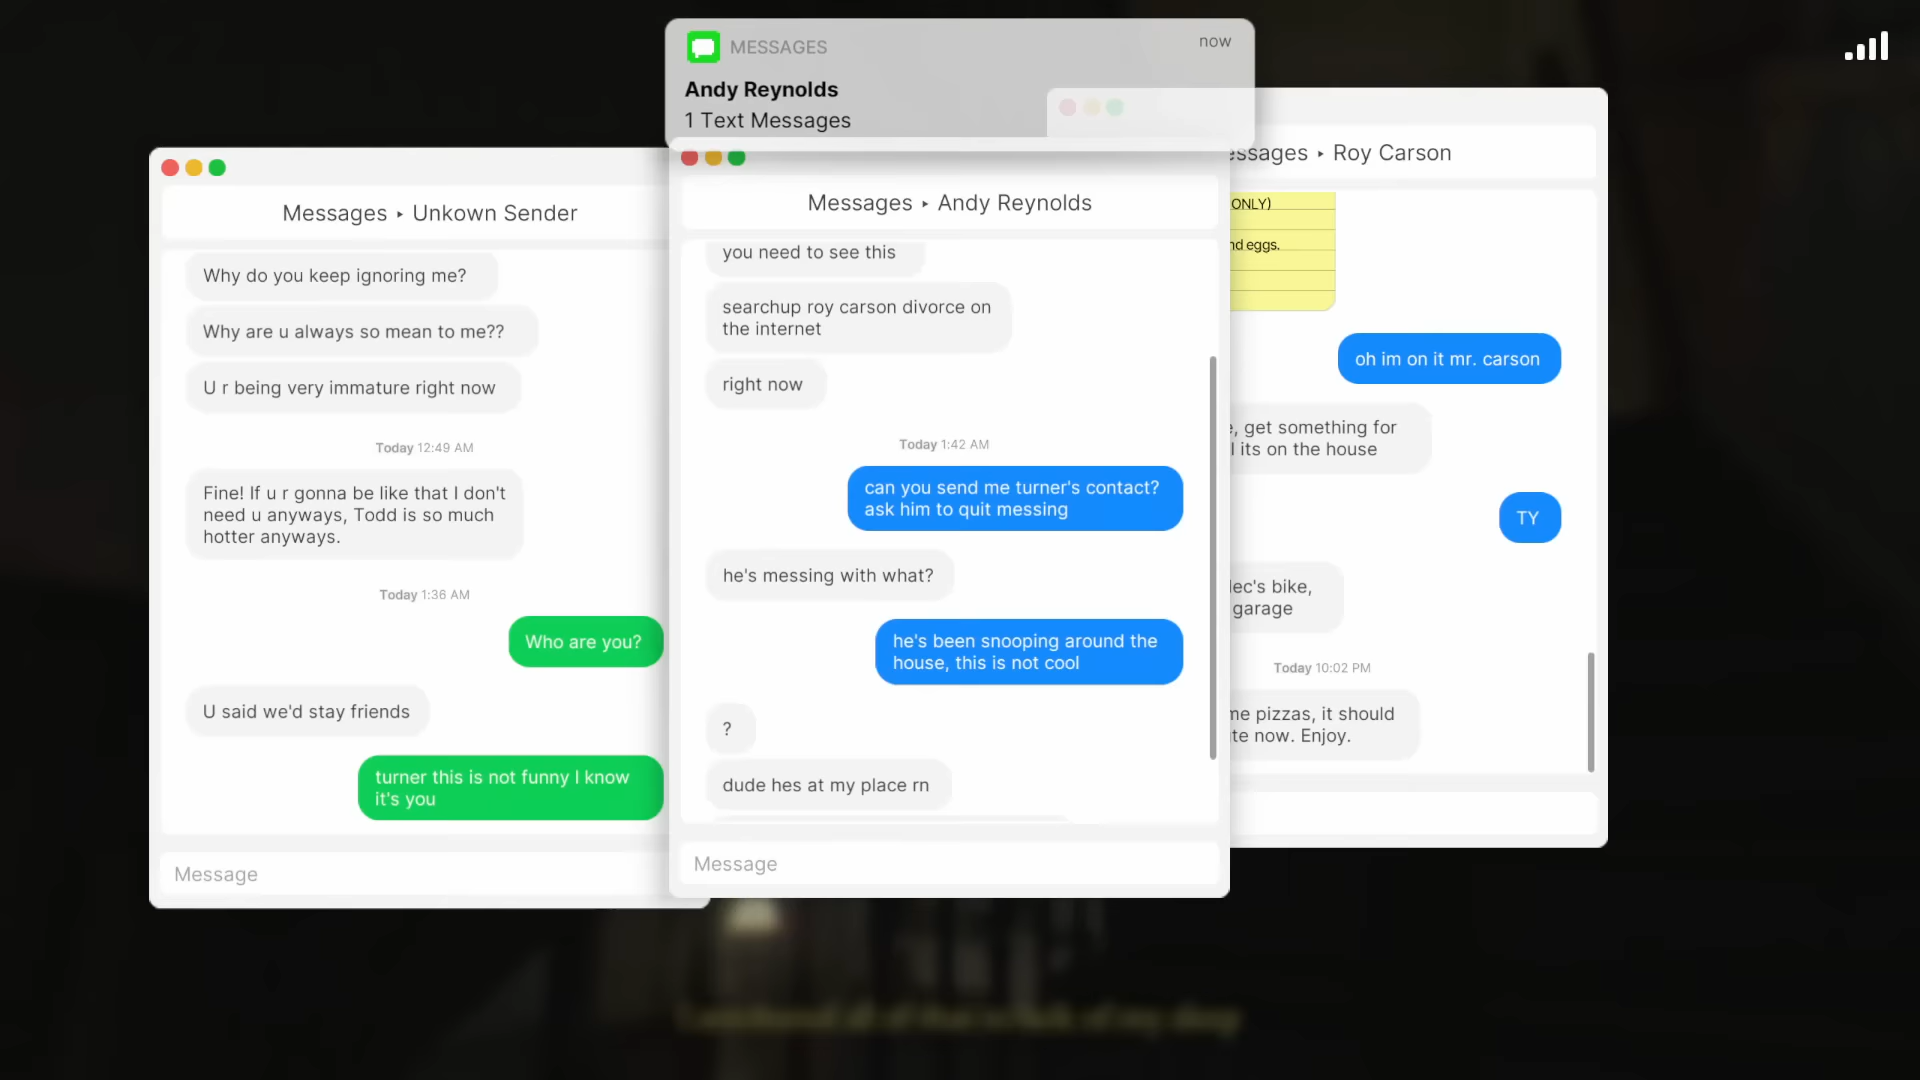 MESSAGES
now
Andy Reynolds
1 Text Messages
Messages ‣ Unkown Sender
Why do you keep ignoring me?
Why are u always so mean to me??
U r being very immature right now
Today 12:49 AM
Fine! If u r gonna be like that I don't
need u anyways, Todd is so much
hotter anyways.
Today 1:36 AM
Who are you?
U said we'd stay friends
turner this is not funny I know
it's you
Message
Messages ‣ Andy Reynolds
you need to see this
searchup roy carson divorce on
the internet
right now
Today 1:42 AM
can you send me turner's contact?
ask him to quit messing
he's messing with what?
he's been snooping around the
house, this is not cool
?
dude hes at my place rn
Message
ssages ‣ Roy Carson
ONLY)
nd eggs.
oh im on it mr. carson
, get something for
its on the house
TY
lec's bike,
garage
Today 10:02 PM
me pizzas, it should
te now. Enjoy.